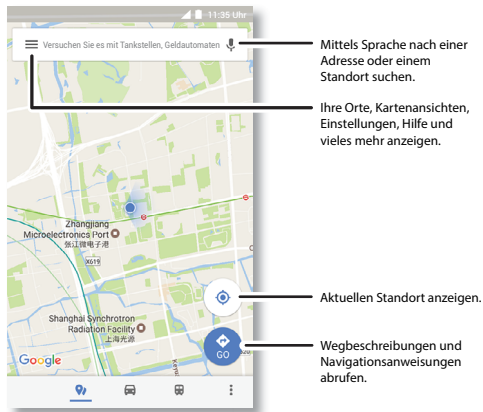 11:35 Uhr
Versuchen Sie es mit Tankstellen, Geldautomaten
Mittels Sprache nach einer
Adresse oder einem
Standort suchen.
Ihre Orte, Kartenansichten,
Einstellungen, Hilfe und
vieles mehr anzeigen.
Zhangjiang
Microelectronics Port
张江微电子港
X619
Aktuellen Standort anzeigen.
Shanghai Synchrotron
Radiation Facility
上海光源
Google
GO
Wegbeschreibungen und
Navigationsanweisungen
abrufen.